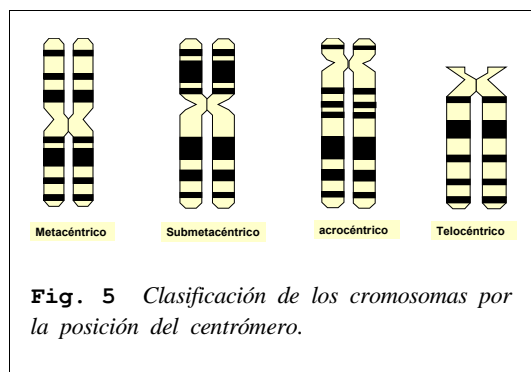 Metacéntrico Submetacéntrico acrocéntrico Telocéntrico
Fig. 5 Clasificación de los cromosomas por
la posición del centrómero.